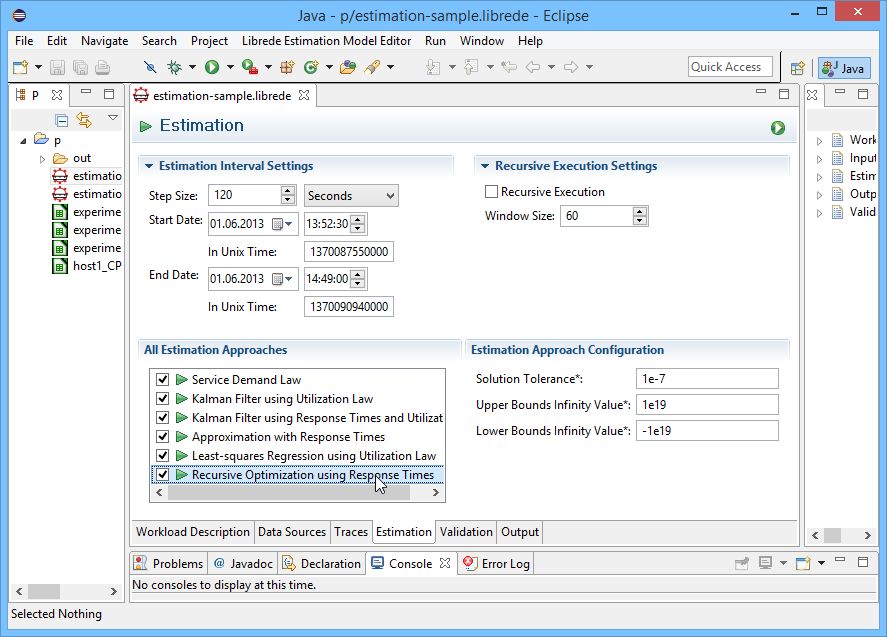 Java - p/estimation-sample.librede - Eclipse
File Edit Navigate Search Project Librede Estimation Model Editor Run Window Help
Quick Access
Java
P
estimation-sample.librede
p
out
estimatio
estimatio
experime
experime
experime
host1_CP
Estimation
Estimation Interval Settings
Step Size: 120 Seconds
Start Date: 01.06.2013 13:52:30
In Unix Time: 1370087550000
End Date: 01.06.2013 14:49:00
In Unix Time: 1370090940000
Recursive Execution Settings
Recursive Execution
Window Size: 60
All Estimation Approaches
Service Demand Law
Kalman Filter using Utilization Law
Kalman Filter using Response Times and Utilizat
Approximation with Response Times
Least-squares Regression using Utilization Law
Recursive Optimization using Response Times
Estimation Approach Configuration
Solution Tolerance*: 1e-7
Upper Bounds Infinity Value*: 1e19
Lower Bounds Infinity Value*: -1e19
Work
Input
Estim
Outp
Valid
Workload Description Data Sources Traces Estimation Validation Output
Problems @ Javadoc Declaration Console Error Log
No consoles to display at this time.
Selected Nothing